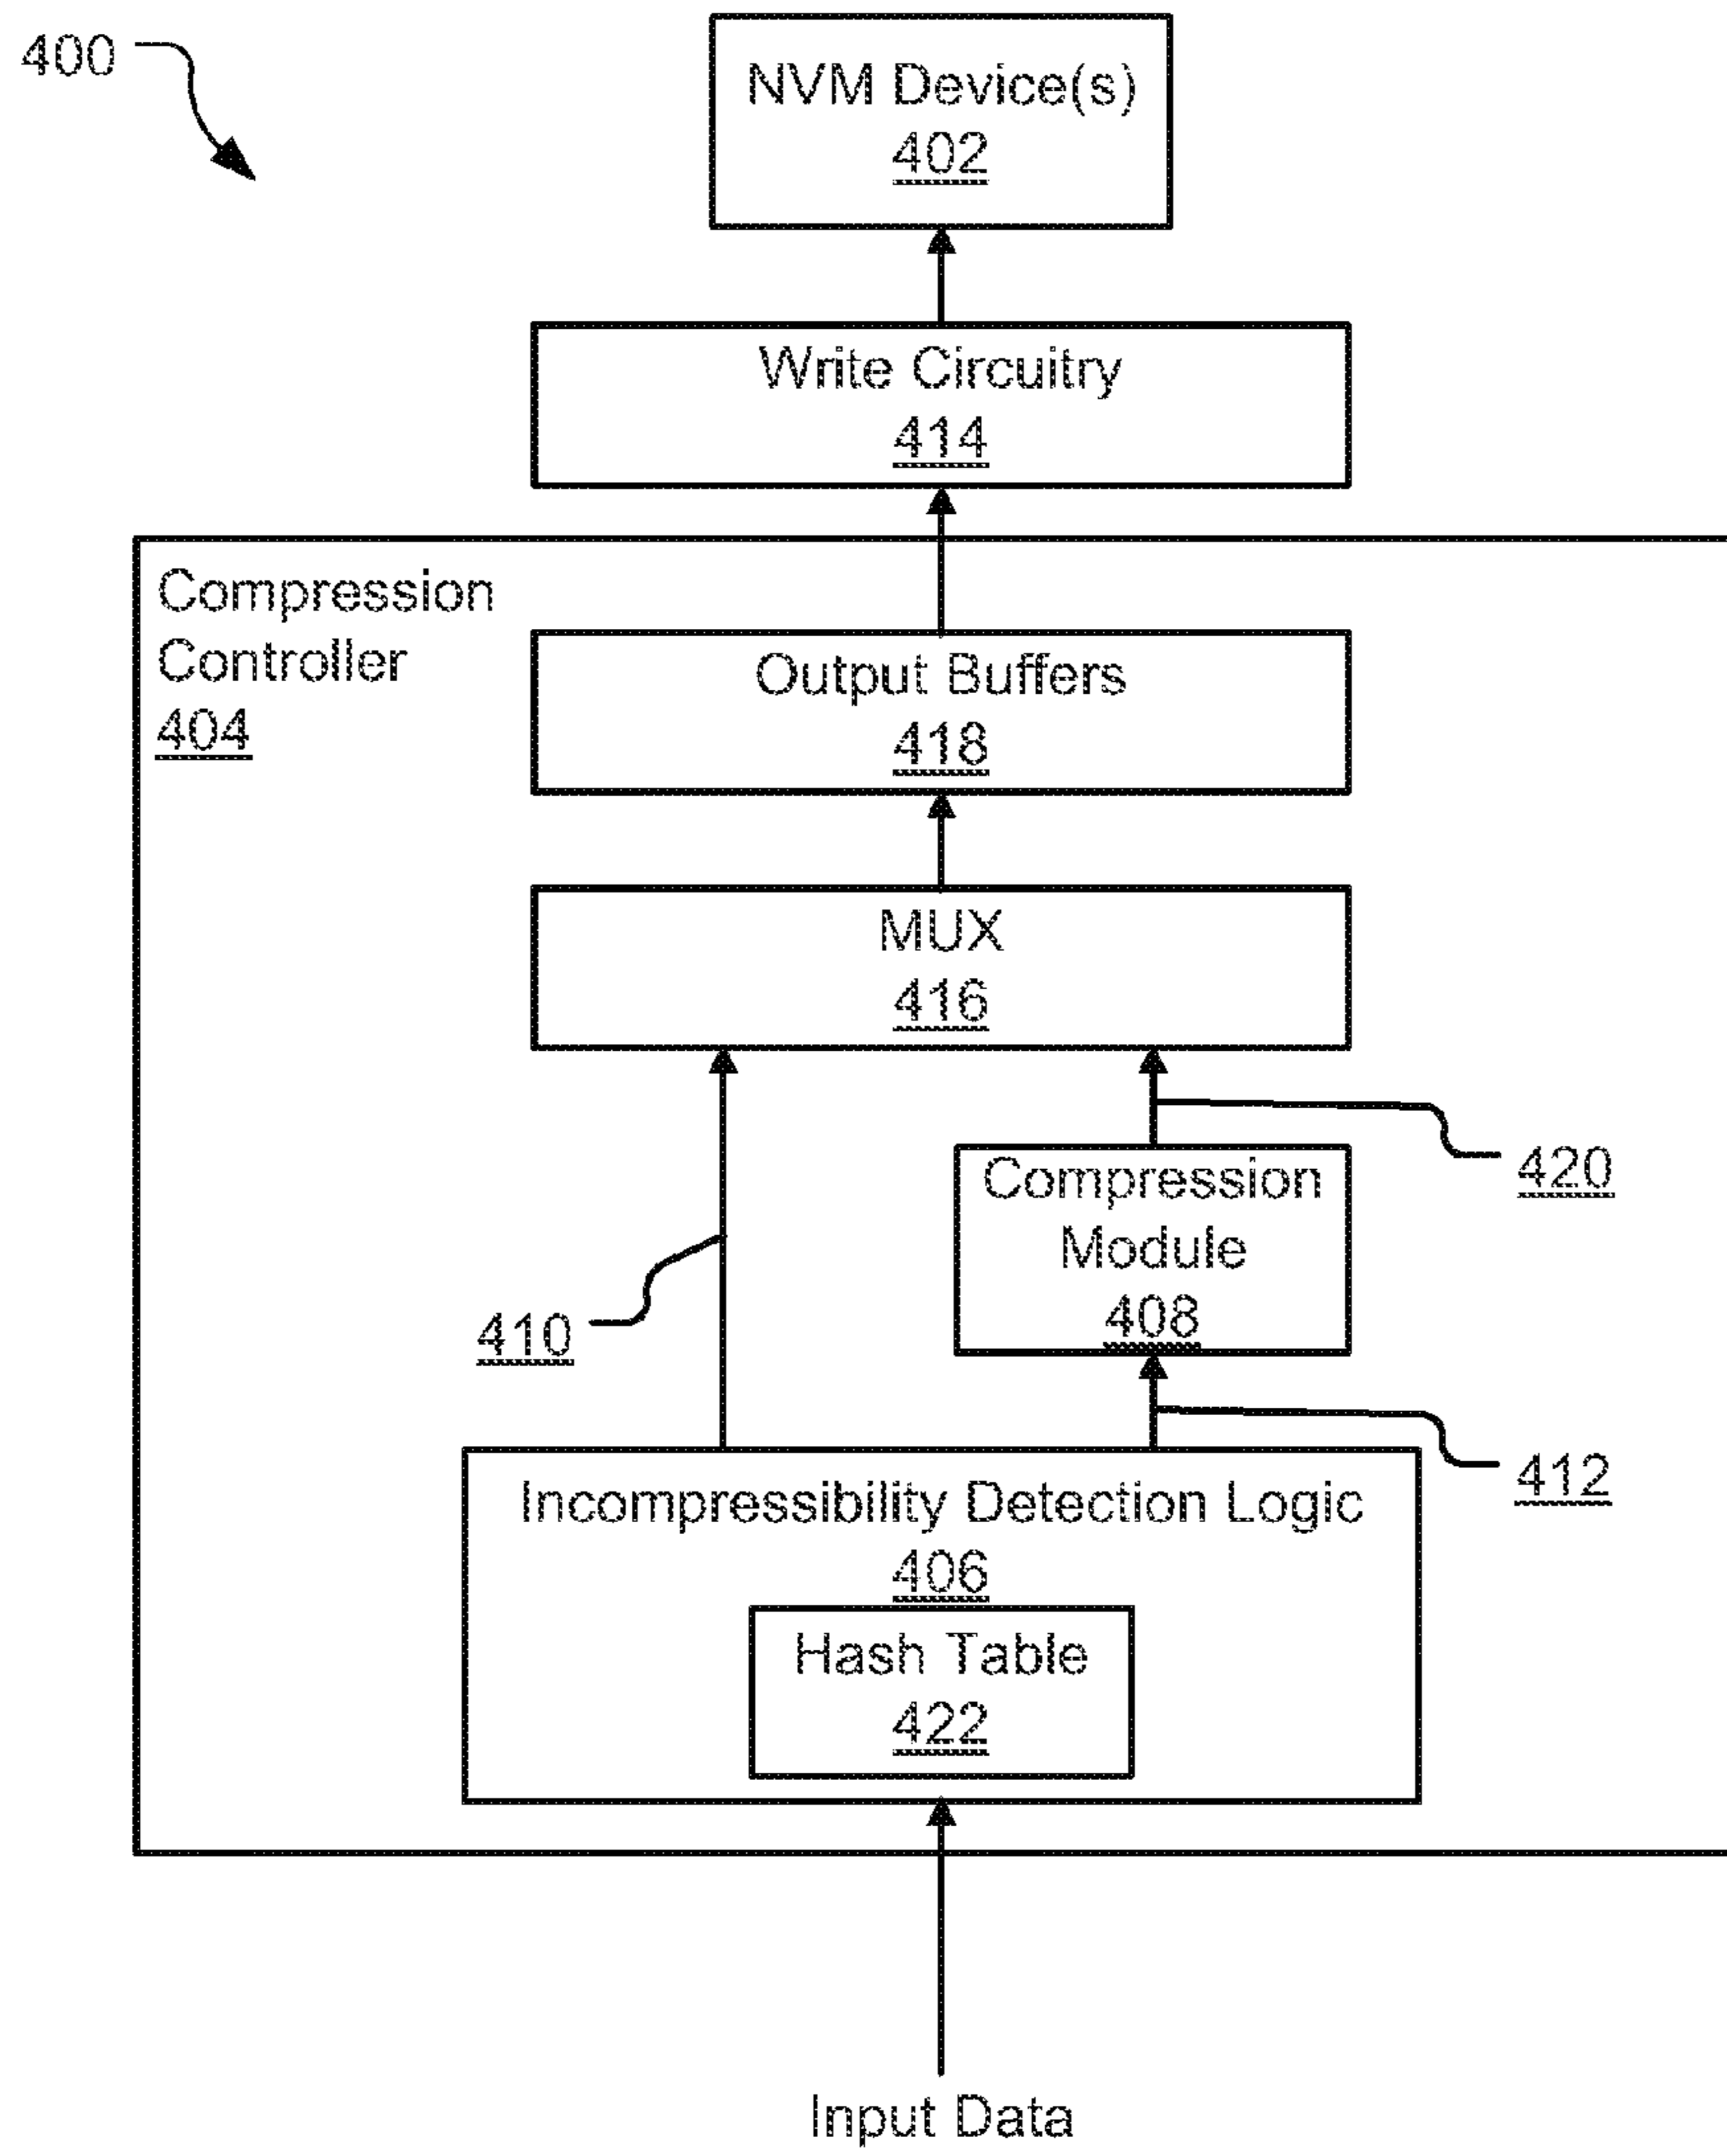 400
NVM Device(s)
402
Write Circuitry
414
Compression
Controller
404
Output Buffers
418
MUX
416
420
Compression
Module
408
410
412
Incompressibility Detection Logic
406
Hash Table
422
Input Data